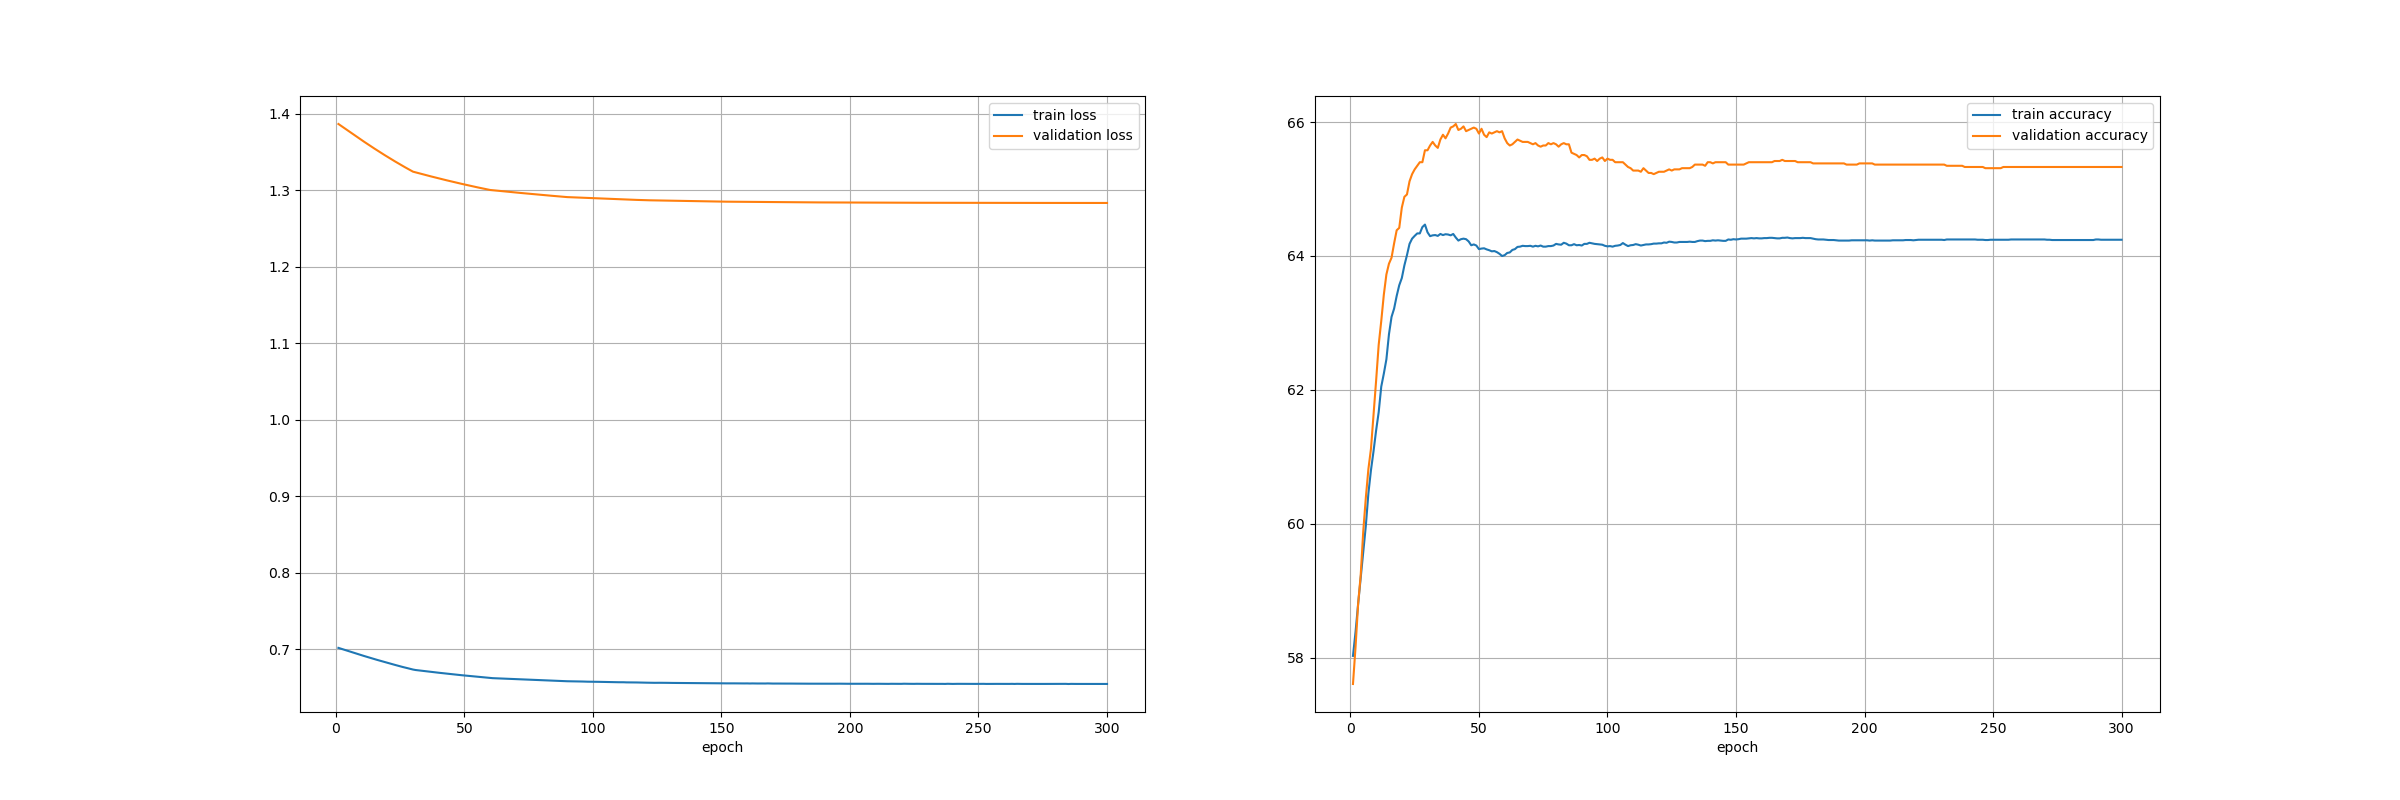 1.4
1.3
1.2
1.1
1.0
0.9
0.8
0.7
0 50 100 150 200 250 300
epoch
train loss
validation loss
66
64
62
60
58
0 50 100 150 200 250 300
epoch
train accuracy
validation accuracy